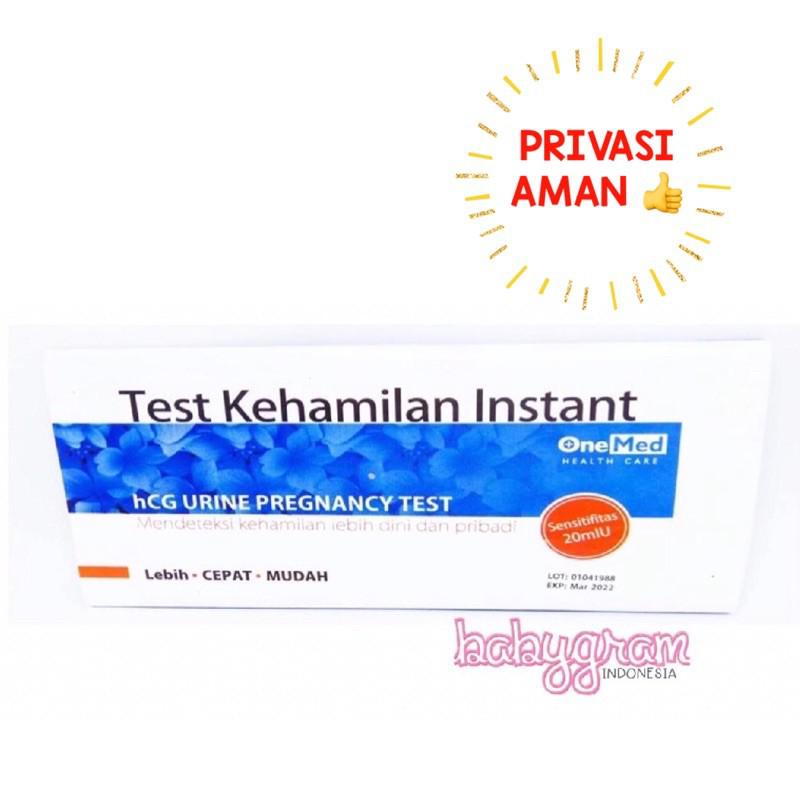 PRIVASI
AMAN
Test Kehamilan Instant
OneMed
HEALTH CARE
hCG URINE PREGNANCY TEST
Mendeteksi kehamilan lebih dini dan pribadi
Sensitifitas
20mIU
Lebih • CEPAT • MUDAH
LOT: 01041988
EXP: Mar 2022
babygram
INDONESIA